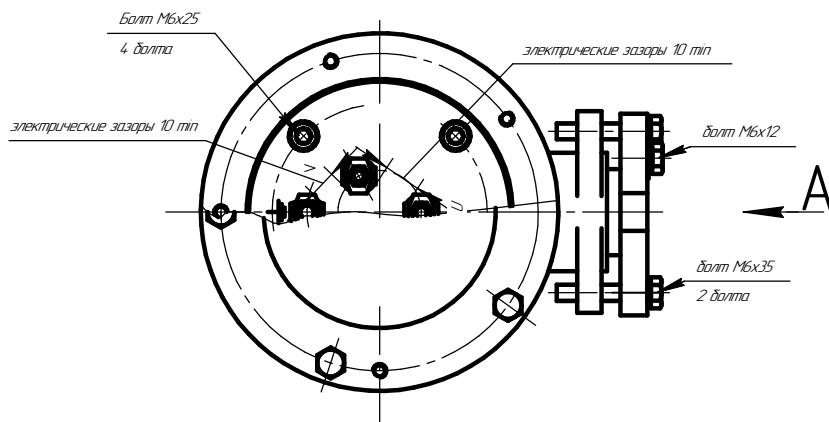 Болт М6х25
4 болта
электрические зазоры 10 min
электрические зазоры 10 min
болт М6х12
А
болт М6х35
2 болта